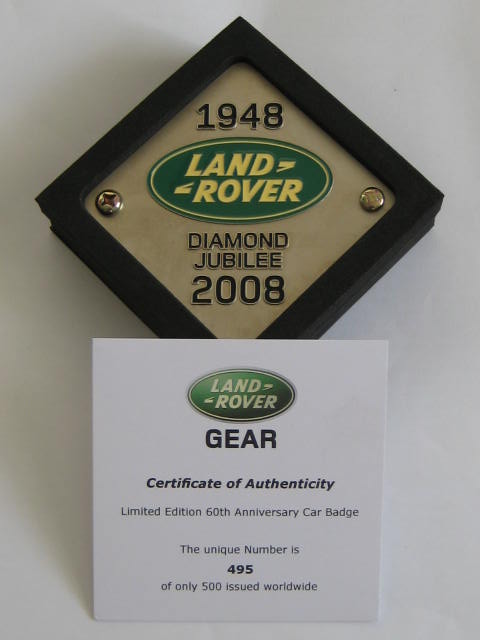 1948
LAND-
-ROVER
DIAMOND
JUBILEE
2008
LAND-
-ROVER
GEAR
Certificate of Authenticity
Limited Edition 60th Anniversary Car Badge
The unique Number is
495
of only 500 issued worldwide